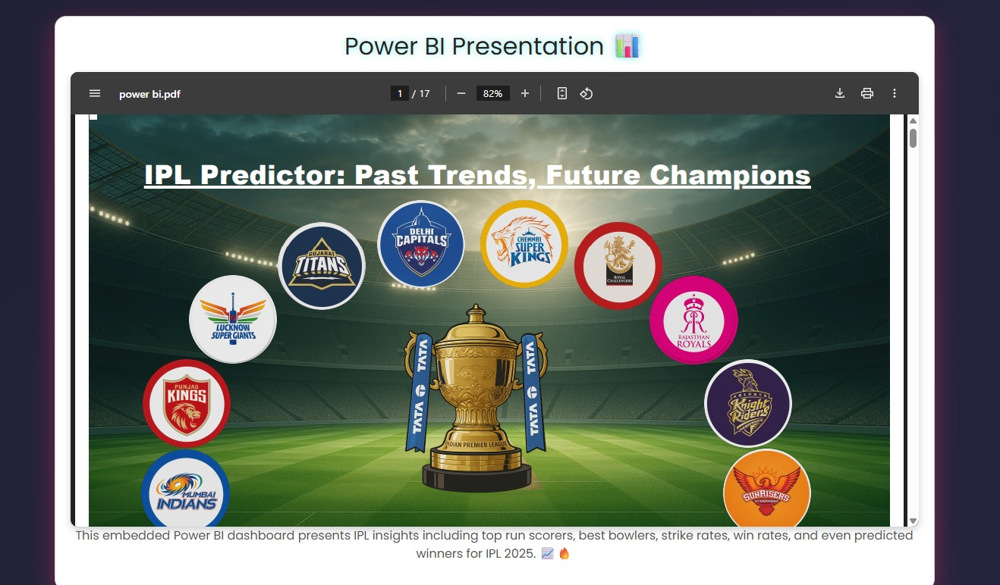 Power BI Presentation
power bi.pdf
1 / 17
82%
IPL Predictor: Past Trends, Future Champions
DELHI
CAPITALS
CHENNAI
SUPER
KINGS
GUJARAT
TITANS
ROYAL
CHALLENGERS
LUCKNOW
SUPER GIANTS
RAJASTHAN
ROYALS
TATA
TATA
TATA
TATA
PUNJAB
KINGS
KOLKATA
Knight
Riders
INDIAN PREMIER LEAGUE
MUMBAI
INDIANS
SUNRISERS
HYDERABAD
This embedded Power BI dashboard presents IPL insights including top run scorers, best bowlers, strike rates, win rates, and even predicted
winners for IPL 2025.